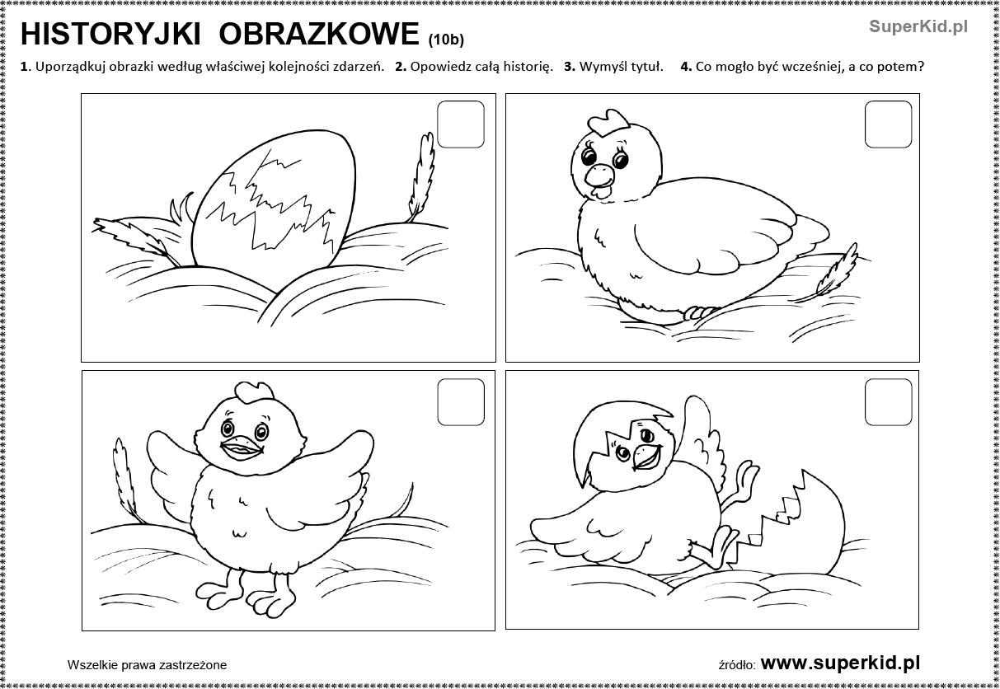 HISTORYJKI OBRAZKOWE (10b)
SuperKid.pl
1. Uporządkuj obrazki według właściwej kolejności zdarzeń. 2. Opowiedz całą historię. 3. Wymyśl tytuł. 4. Co mogło być wcześniej, a co potem?
Wszelkie prawa zastrzeżone
źródło: www.superkid.pl